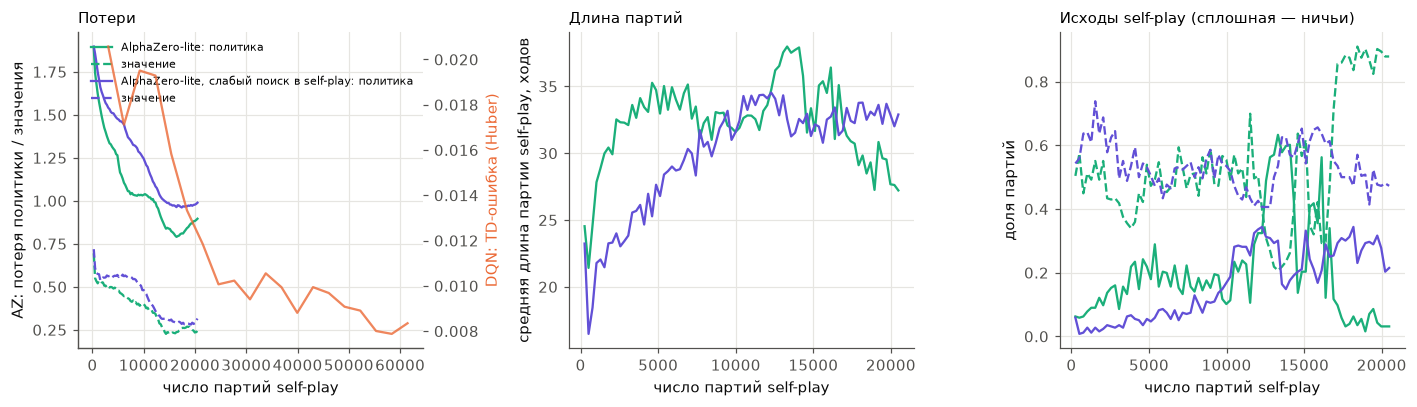 Потери
AlphaZero-lite: политика
значение
AlphaZero-lite, слабый поиск в self-play: политика
значение
AZ: потеря политики / значения
1.75
1.50
1.25
1.00
0.75
0.50
0.25
0.020
0.018
0.016
0.014
0.012
0.010
0.008
DQN: TD-ошибка (Huber)
0 10000 20000 30000 40000 50000 60000
число партий self-play
Длина партий
средняя длина партии self-play, ходов
35
30
25
20
0 5000 10000 15000 20000
число партий self-play
Исходы self-play (сплошная — ничьи)
доля партий
0.8
0.6
0.4
0.2
0.0
0 5000 10000 15000 20000
число партий self-play